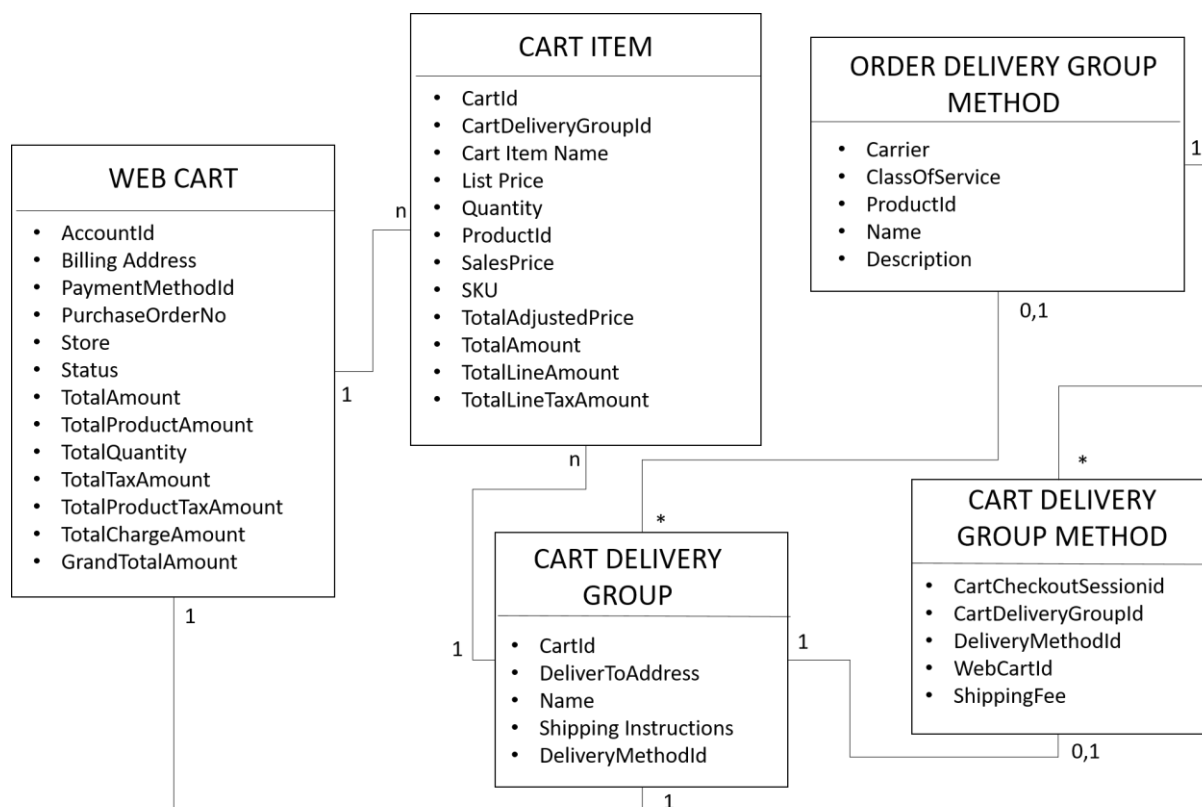 WEB CART
• AccountId
• Billing Address
• PaymentMethodId
• PurchaseOrderNo
• Store
• Status
• TotalAmount
• TotalProductAmount
• TotalQuantity
• TotalTaxAmount
• TotalProductTaxAmount
• TotalChargeAmount
• GrandTotalAmount
1
1
n
CART ITEM
• CartId
• CartDeliveryGroupId
• Cart Item Name
• List Price
• Quantity
• ProductId
• SalesPrice
• SKU
• TotalAdjustedPrice
• TotalAmount
• TotalLineAmount
• TotalLineTaxAmount
n
1
ORDER DELIVERY GROUP
METHOD
• Carrier
• ClassOfService
• ProductId
• Name
• Description
1
0,1
*
CART DELIVERY
GROUP
• CartId
• DeliverToAddress
• Name
• Shipping Instructions
• DeliveryMethodId
1
1
*
CART DELIVERY
GROUP METHOD
• CartCheckoutSessionid
• CartDeliveryGroupId
• DeliveryMethodId
• WebCartId
• ShippingFee
0,1